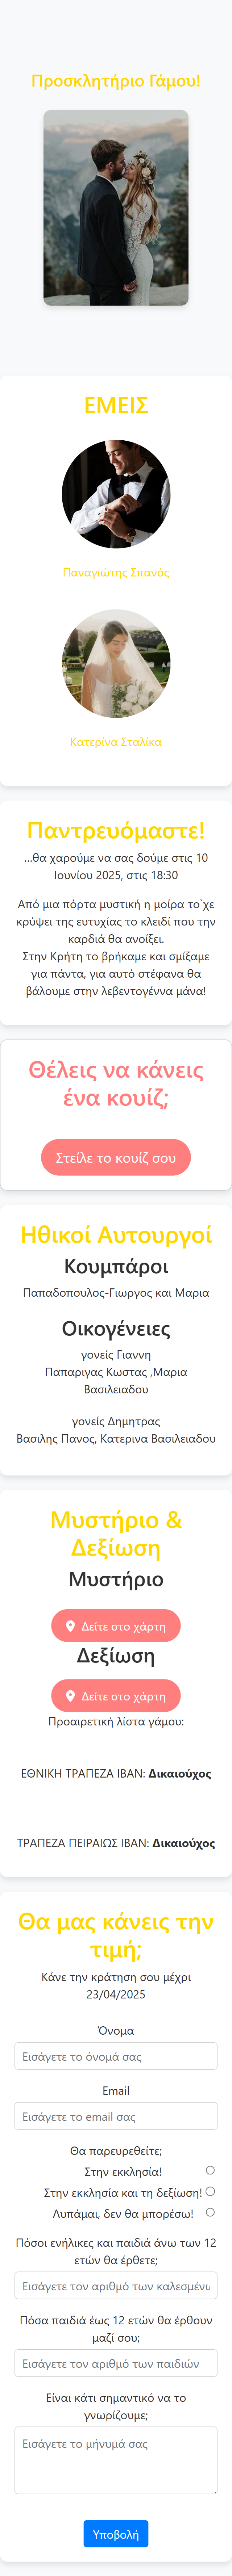 Προσκλητήριο Γάμου!
ΕΜΕΙΣ
Παναγιώτης Σπανός
Κατερίνα Σταλίκα
Παντρευόμαστε!
...θα χαρούμε να σας δούμε στις 10
Ιουνίου 2025, στις 18:30
Από μια πόρτα μυστική η μοίρα το`χε
κρύψει της ευτυχίας το κλειδί που την
καρδιά θα ανοίξει.
Στην Κρήτη το βρήκαμε και σμίξαμε
για πάντα, για αυτό στέφανα θα
βάλουμε στην λεβεντογέννα μάνα!
Θέλεις να κάνεις
ένα κουίζ;
Στείλε το κουίζ σου
Ηθικοί Αυτουργοί
Κουμπάροι
Παπαδοπουλος-Γιωργος και Μαρια
Οικογένειες
γονείς Γιαννη
Παπαριγας Κωστας ,Μαρια
Βασιλειαδου
γονείς Δημητρας
Βασιλης Πανος, Κατερινα Βασιλειαδου
Μυστήριο &
Δεξίωση
Μυστήριο
Δείτε στο χάρτη
Δεξίωση
Δείτε στο χάρτη
Προαιρετική λίστα γάμου:
ΕΘΝΙΚΗ ΤΡΑΠΕΖΑ IBAN: Δικαιούχος
ΤΡΑΠΕΖΑ ΠΕΙΡΑΙΩΣ IBAN: Δικαιούχος
Θα μας κάνεις την
τιμή;
Κάνε την κράτηση σου μέχρι
23/04/2025
Όνομα
Εισάγετε το όνομά σας
Email
Εισάγετε το email σας
Θα παρευρεθείτε;
Στην εκκλησία!
Στην εκκλησία και τη δεξίωση!
Λυπάμαι, δεν θα μπορέσω!
Πόσοι ενήλικες και παιδιά άνω των 12
ετών θα έρθετε;
Εισάγετε τον αριθμό των καλεσμένω
Πόσα παιδιά έως 12 ετών θα έρθουν
μαζί σου;
Εισάγετε τον αριθμό των παιδιών
Είναι κάτι σημαντικό να το
γνωρίζουμε;
Εισάγετε το μήνυμά σας
Υποβολή